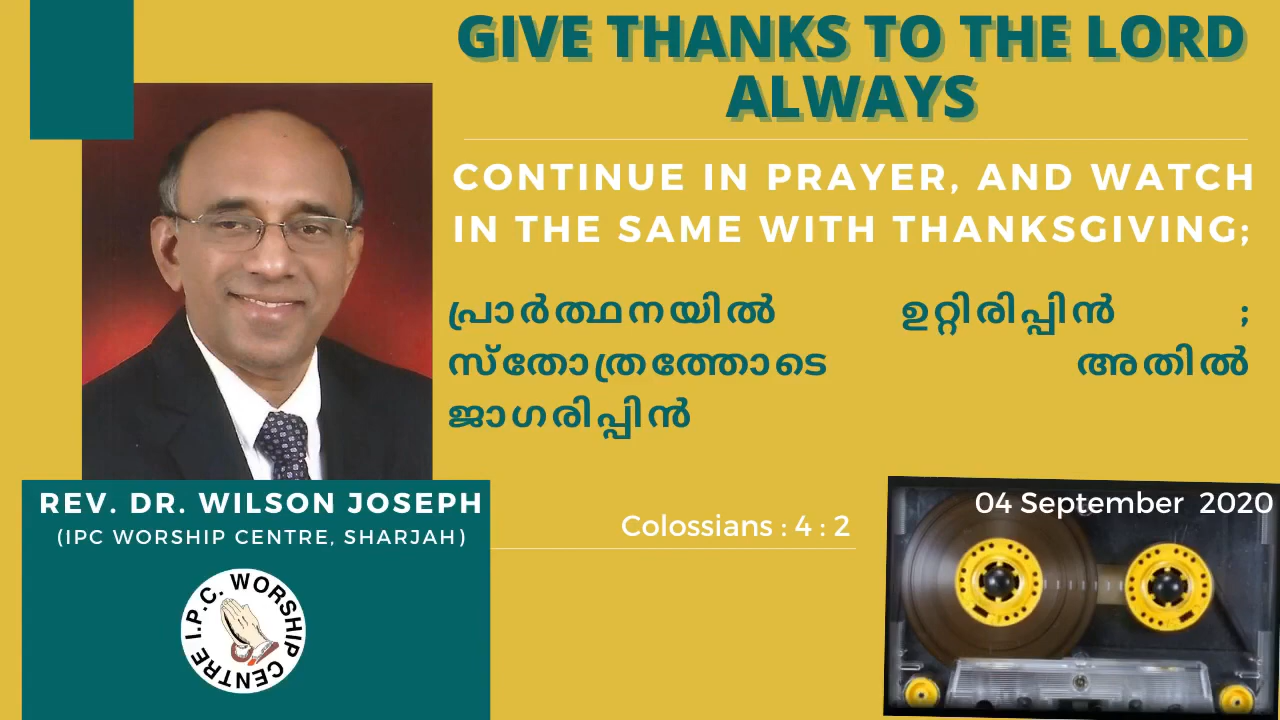 GIVE THANKS TO THE LORD
ALWAYS
CONTINUE IN PRAYER, AND WATCH
IN THE SAME WITH THANKSGIVING;
പ്രാർത്ഥനയിൽ ഉറ്റിരിപ്പിൻ ;
സ്തോത്രത്തോടെ അതിൽ
ജാഗരിപ്പിൻ
REV. DR. WILSON JOSEPH
(IPC WORSHIP CENTRE, SHARJAH)
Colossians : 4 : 2
04 September 2020
I.P.C. WORSHIP CENTRE